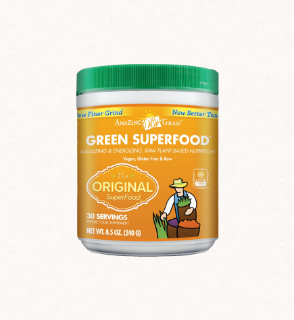 New Finer Grind
Now Better Taste
AMAZING GRASS
GREEN SUPERFOOD
ALKALIZING & ENERGIZING, RAW PLANT-BASED NUTRITION
Vegan, Gluten Free & Raw
The
ORIGINAL
SuperFood
30 SERVINGS
NET WT. 8.5 OZ. (240 G)